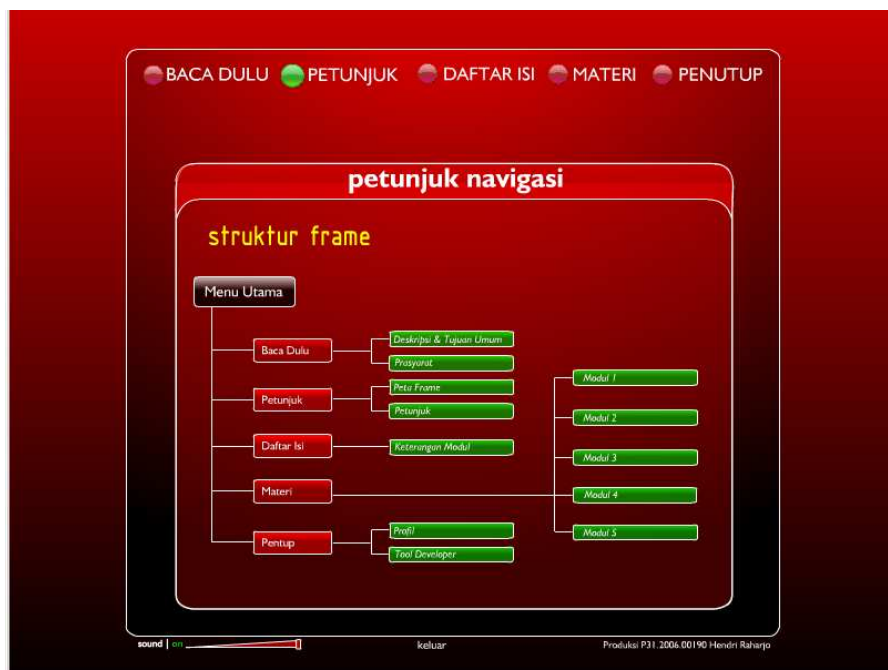 BACA DULU PETUNJUK DAFTAR ISI MATERI PENUTUP
petunjuk navigasi
struktur frame
Menu Utama
Baca Dulu
Deskripsi & Tujuan Umum
Prasyarat
Petunjuk
Peta Frame
Petunjuk
Daftar Isi
Keterangan Modul
Materi
Modul 1
Modul 2
Modul 3
Modul 4
Modul 5
Pentup
Profil
Tool Developer
sound | on
keluar
Produksi P31.2006.00190 Hendri Raharjo